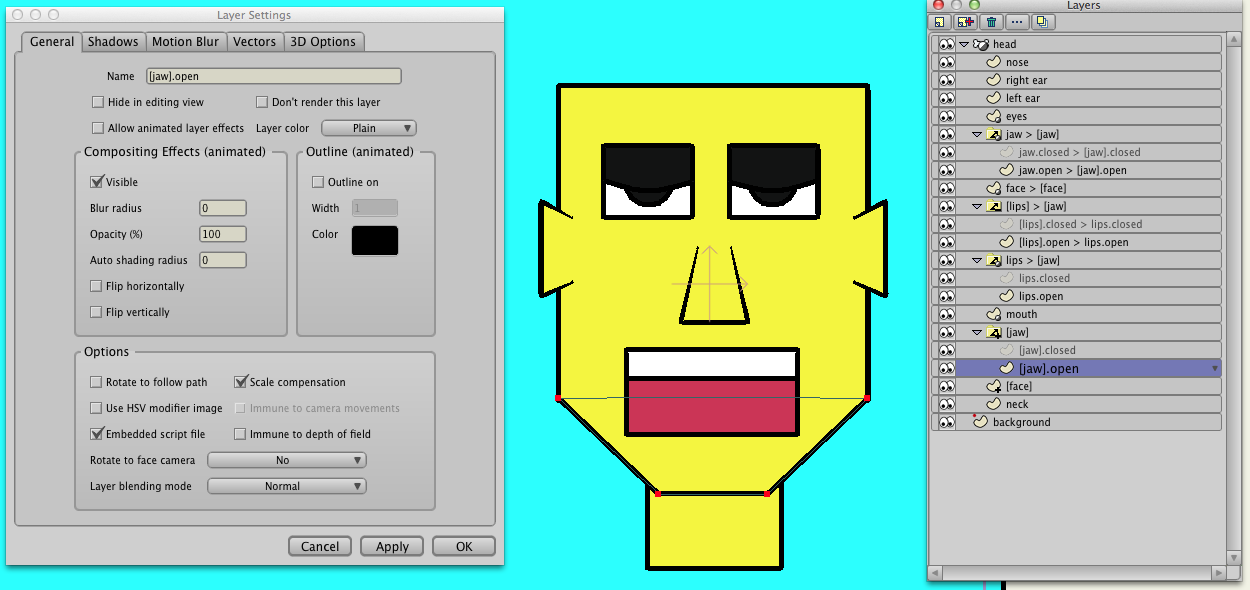 Layer Settings
General Shadows Motion Blur Vectors 3D Options
Name [jaw].open
Hide in editing view Don't render this layer
Allow animated layer effects Layer color Plain
Compositing Effects (animated)
Visible
Blur radius 0
Opacity (%) 100
Auto shading radius 0
Flip horizontally
Flip vertically
Outline (animated)
Outline on
Width 1
Color
Options
Rotate to follow path Scale compensation
Use HSV modifier image Immune to camera movements
Embedded script file Immune to depth of field
Rotate to face camera No
Layer blending mode Normal
Cancel Apply OK
Layers
head
nose
right ear
left ear
eyes
jaw > [jaw]
jaw.closed > [jaw].closed
jaw.open > [jaw].open
face > [face]
[lips] > [jaw]
[lips].closed > lips.closed
[lips].open > lips.open
lips > [jaw]
lips.closed
lips.open
mouth
[jaw]
[jaw].closed
[jaw].open
[face]
neck
background